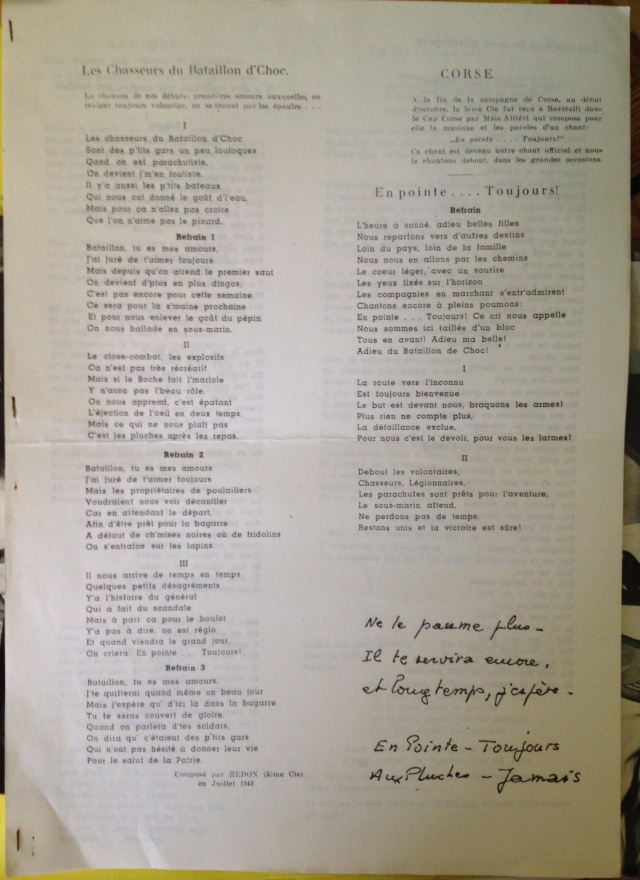 Les Chasseurs du Bataillon d'Choc.
La chanson de nos débuts, premières amours auxquelles on
revient toujours volontier, en se tenant par les épaules . . .
I
Les chasseurs du Bataillon d'Choc
Sont des p'tits gars un peu loufoques
Qand on est parachutiste,
On devient j'm'en foutiste.
Il y'a aussi les p'tits bateaux
Qui nous ont donné le goût d'l'eau.
Mais pour ça n'allez pas croire
Que l'on n'aime pas le pinard.
Refrain 1
Bataillon, tu es mes amours,
J'ai juré de t'aimer toujours
Mais depuis qu'on attend le premier saut
On devient d'plus en plus dingos,
C'est pas encore pour cette semaine
Ce sera pour la s'maine prochaine
Et pour nous enlever le goût du pépin
On nous ballade en sous-marin.
II
Le close-combat, les explosifs
Ca n'est pas très récréatif
Mais si le Boche fait l'mariole
Y n'aura pas l'beau rôle.
On nous apprend, c'est épatant
L'éjection de l'oeil en deux temps,
Mais ce qui ne nous plaît pas
C'est les pluches après les repas.
Refrain 2
Bataillon, tu es mes amours
J'ai juré de t'aimer toujours
Mais les propriétaires de poulaillers
Voudraient nous voir décaniller
Car en attendant le départ,
Afin d'être prêt pour la bagarre
A défaut de ch'mises noires où de fridolins
On s'entraîne sur les lapins.
III
Il nous arrive de temps en temps
Quelques petits désagréments
Y'a l'histoire du général
Qui a fait du scandale
Mais à part ça pour le boulot
Y'a pas à dire, on est réglo
Et quand viendra le grand jour,
On criera: En pointe . . . Toujours!
Refrain 3
Bataillon, tu es mes amours,
J'te quitterai quand même un beau jour
Mais j'espère qu' d'ici là dans la bagarre
Tu te seras couvert de gloire.
Quand on parlera d'tes soldats,
On dira qu' c'étaient des p'tits gars
Qui n'ont pas hésité à donner leur vie
Pour le salut de la Patrie.
Composé par REDON (3ème Cie)
en Juillet 1943
CORSE
A la fin de la campagne de Corse, au début
d'octobre, la 3ème Cie fut reçu à Barétalli dans
le Cap Corse par Mme Alfiéri qui composa pour
elle la musique et les paroles d'un chant:
„En pointe . . . . Toujours!"
Ce chant est devenu notre chant officiel et nous
le chantons debout, dans les grandes occasions.
En pointe . . . . Toujours!
Refrain
L'heure à sonné, adieu belles filles
Nous repartons vers d'autres destins
Loin du pays, loin de la famille
Nous nous en allons par les chemins
Le coeur léger, avec un sourire
Les yeux fixés sur l'horizon
Les compagnies en marchant s'entr'admirent
Chantons encore à pleins poumons:
En pointe . . . Toujours! Ce cri nous appelle
Nous sommes ici taillés d'un bloc
Tous en avant! Adieu ma belle!
Adieu du Bataillon de Choc!
I
La route vers l'inconnu
Est toujours bienvenue
Le but est devant nous, braquons les armes!
Plus rien ne compte plus,
La défaillance exclue,
Pour nous c'est le devoir, pour vous les larmes!
II
Debout les volontaires,
Chasseurs, Légionnaires,
Les parachutes sont prêts pour l'aventure,
Le sous-marin attend,
Ne perdons pas de temps.
Restons unis et la victoire est sûre!
Ne le paume plus -
Il te servira encore,
et longtemps, j'espère -
En Pointe - Toujours
Aux Pluches - Jamais